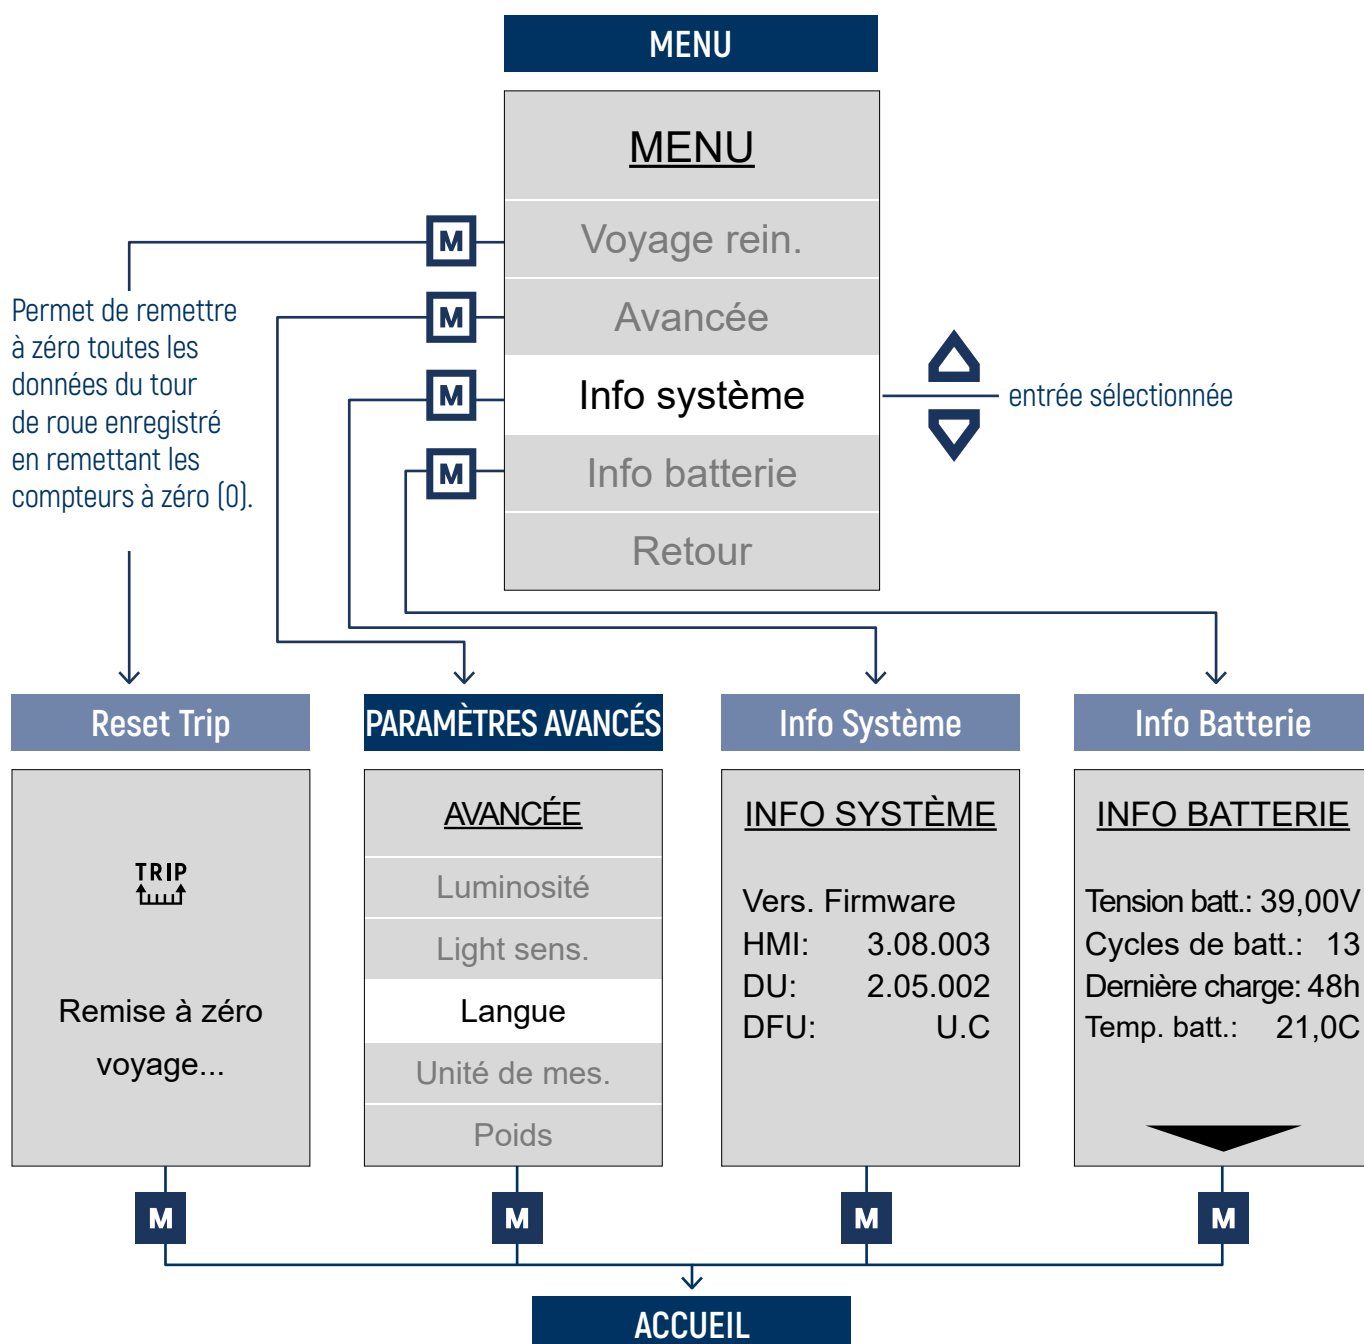 MENU
MENU
M
Voyage rein.
M
Avancée
M
Info système
entrée sélectionnée
M
Info batterie
Retour
Permet de remettre
à zéro toutes les
données du tour
de roue enregistré
en remettant les
compteurs à zéro (0).
Reset Trip
TRIP
Remise à zéro
voyage...
M
PARAMÈTRES AVANCÉS
AVANCÉE
Luminosité
Light sens.
Langue
Unité de mes.
Poids
M
Info Système
INFO SYSTÈME
Vers. Firmware
HMI: 3.08.003
DU: 2.05.002
DFU: U.C
M
Info Batterie
INFO BATTERIE
Tension batt.: 39,00V
Cycles de batt.: 13
Dernière charge: 48h
Temp. batt.: 21,0C
M
ACCUEIL